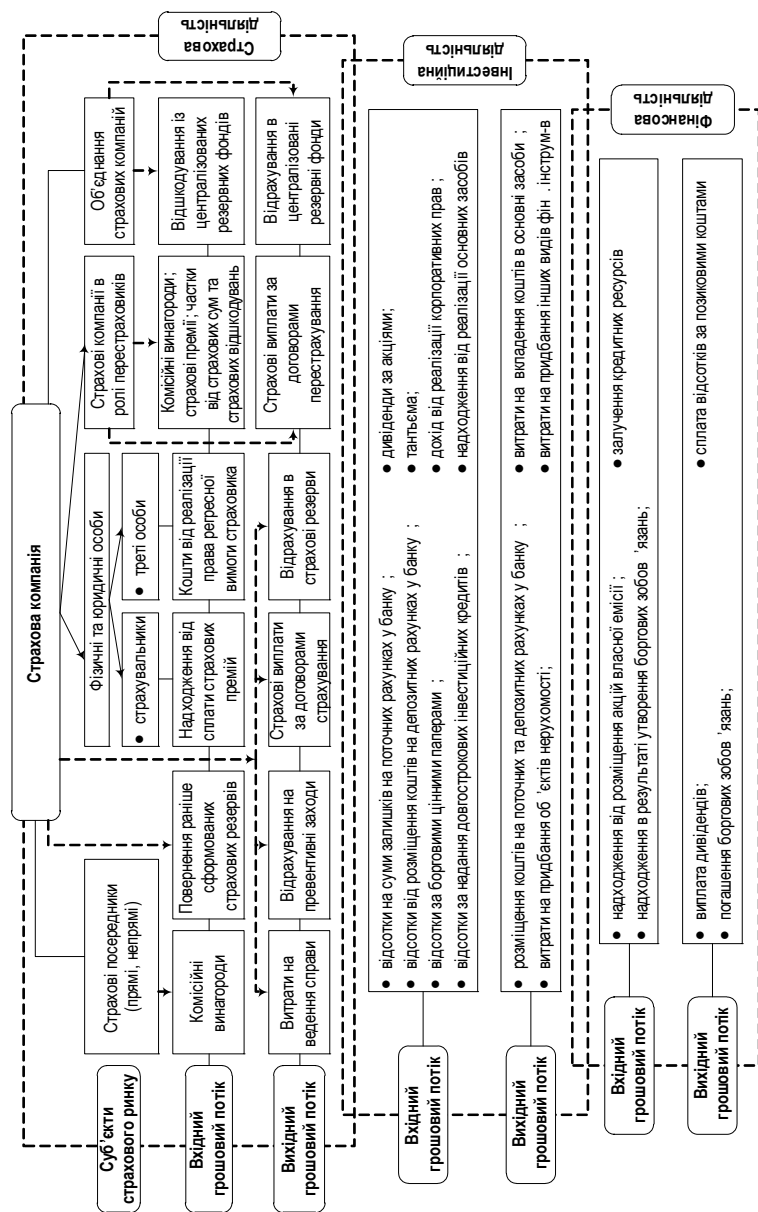 Страхова компанія
Суб’єкти
страхового ринку
Страхові посередники
(прямі, непрямі)
Фізичні та юридичні особи
● страхувальники
● треті особи
Страхові компанії в
ролі перестраховиків
Об’єднання
страхових компаній
Страхова
діяльність
Вхідний
грошовий потік
Комісійні
винагороди
Повернення раніше
сформованих
страхових резервів
Надходження від
сплати страхових
премій
Кошти від реалізації
права регресної
вимоги страховика
Комісійні винагороди;
страхові премії; частки
від страхових сум та
страхових відшкодувань
Відшкодування із
централізованих
резервних фондів
Вихідний
грошовий потік
Витрати на
ведення справи
Відрахування на
превентивні заходи
Страхові виплати
за договорами
страхування
Відрахування в
страхові резерви
Страхові виплати за
договорами
перестрахування
Відрахування в
централізовані
резервні фонди
Інвестиційна
діяльність
Вхідний
грошовий потік
● відсотки на суми залишків на поточних рахунках у банку ;
● відсотки від розміщення коштів на депозитних рахунках у банку ;
● відсотки за борговими цінними паперами ;
● відсотки за надання довгострокових інвестиційних кредитів ;
● дивіденди за акціями;
● тантьєма;
● дохід від реалізації корпоративних прав ;
● надходження від реалізації основних засобів
Вихідний
грошовий потік
● розміщення коштів на поточних та депозитних рахунках у банку ;
● витрати на придбання об ’єктів нерухомості;
● витрати на вкладення коштів в основні засоби ;
● витрати на придбання інших видів фін . інструм-в
Фінансова
діяльність
Вхідний
грошовий потік
● надходження від розміщення акцій власної емісії ;
● надходження в результаті утворення боргових зобов ’язань ;
● залучення кредитних ресурсів
Вихідний
грошовий потік
● виплата дивідендів;
● погашення боргових зобов ’язань;
● сплата відсотків за позиковими коштами